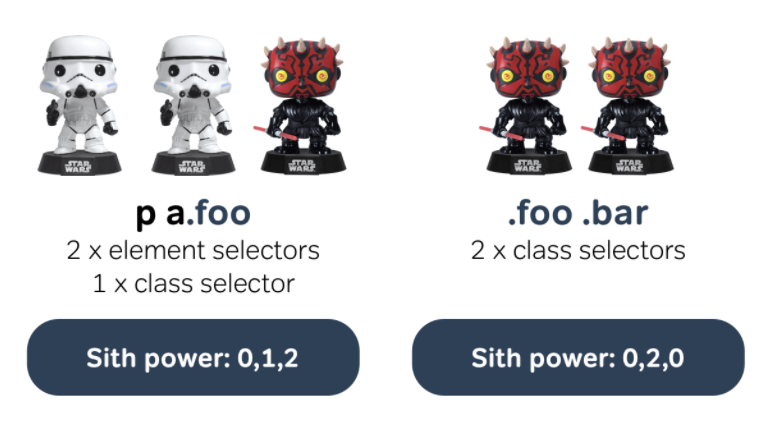 STAR WARS
STAR WARS
STAR WARS
STAR WARS
STAR WARS
p a.foo
2 x element selectors
1 x class selector
.foo .bar
2 x class selectors
Sith power: 0,1,2
Sith power: 0,2,0